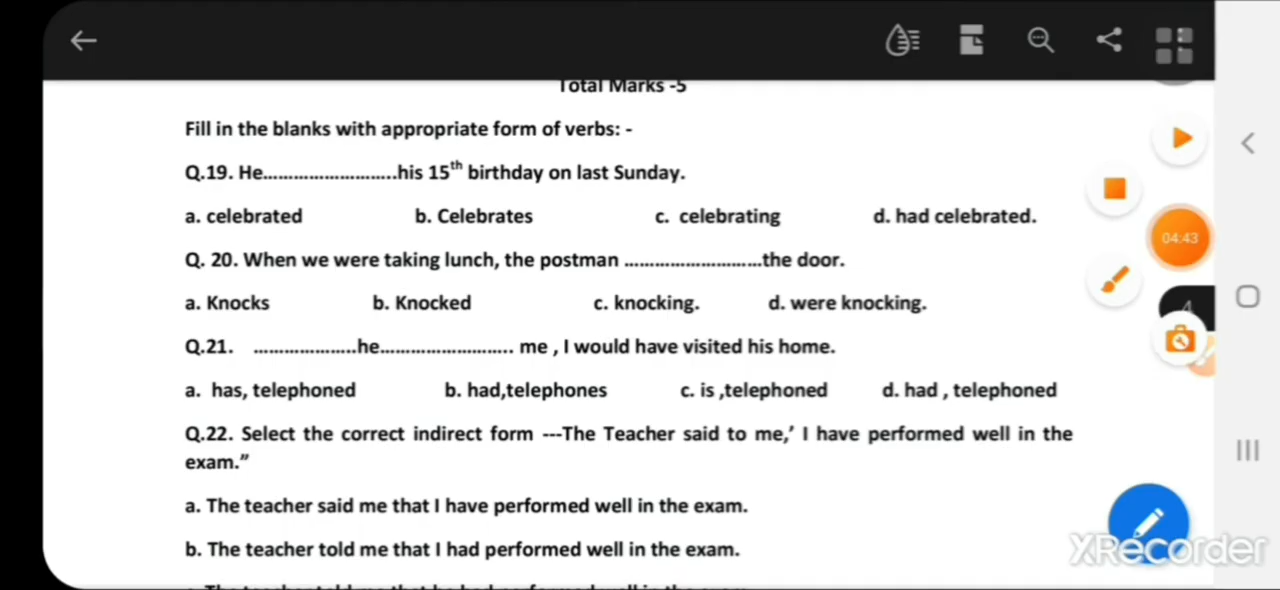 Total Marks -5
Fill in the blanks with appropriate form of verbs: -
Q.19. He.........................his 15th birthday on last Sunday.
a. celebrated b. Celebrates c. celebrating d. had celebrated.
Q. 20. When we were taking lunch, the postman .........................the door.
a. Knocks b. Knocked c. knocking. d. were knocking.
Q.21. ...................he......................... me , I would have visited his home.
a. has, telephoned b. had,telephones c. is ,telephoned d. had , telephoned
Q.22. Select the correct indirect form ---The Teacher said to me,’ I have performed well in the
exam.”
a. The teacher said me that I have performed well in the exam.
b. The teacher told me that I had performed well in the exam.
04:43
4
XRecorder